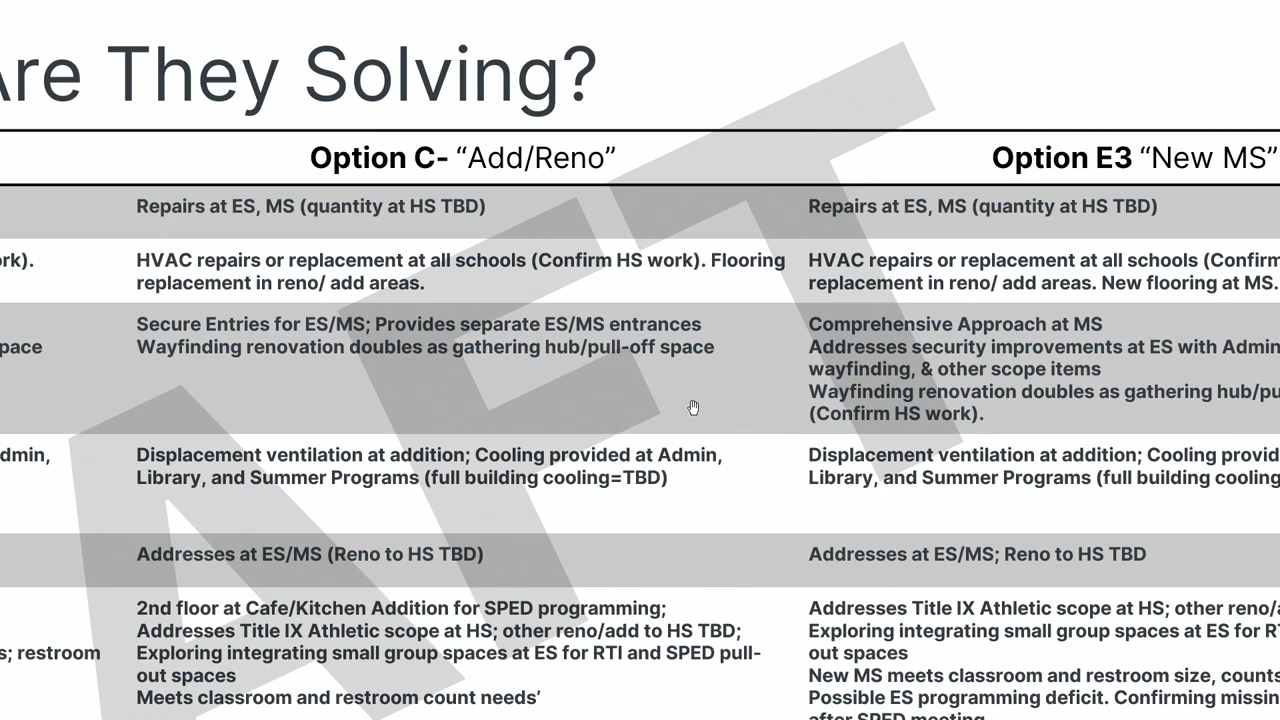 Are They Solving?
Option C- “Add/Reno”
Option E3 “New MS”
Repairs at ES, MS (quantity at HS TBD)
Repairs at ES, MS (quantity at HS TBD)
HVAC repairs or replacement at all schools (Confirm HS work). Flooring
replacement in reno/ add areas.
HVAC repairs or replacement at all schools (Confirm
replacement in reno/ add areas. New flooring at MS.
Secure Entries for ES/MS; Provides separate ES/MS entrances
Wayfinding renovation doubles as gathering hub/pull-off space
space
Comprehensive Approach at MS
Addresses security improvements at ES with Admin
wayfinding, & other scope items
Wayfinding renovation doubles as gathering hub/pu
(Confirm HS work).
dmin,
Displacement ventilation at addition; Cooling provided at Admin,
Library, and Summer Programs (full building cooling=TBD)
Displacement ventilation at addition; Cooling provid
Library, and Summer Programs (full building cooling
Addresses at ES/MS (Reno to HS TBD)
Addresses at ES/MS; Reno to HS TBD
s; restroom
2nd floor at Cafe/Kitchen Addition for SPED programming;
Addresses Title IX Athletic scope at HS; other reno/add to HS TBD;
Exploring integrating small group spaces at ES for RTI and SPED pull-
out spaces
Meets classroom and restroom count needs’
Addresses Title IX Athletic scope at HS; other reno/a
Exploring integrating small group spaces at ES for RT
out spaces
New MS meets classroom and restroom size, counts
Possible ES programming deficit. Confirming missin
after SPED meeting
AFT